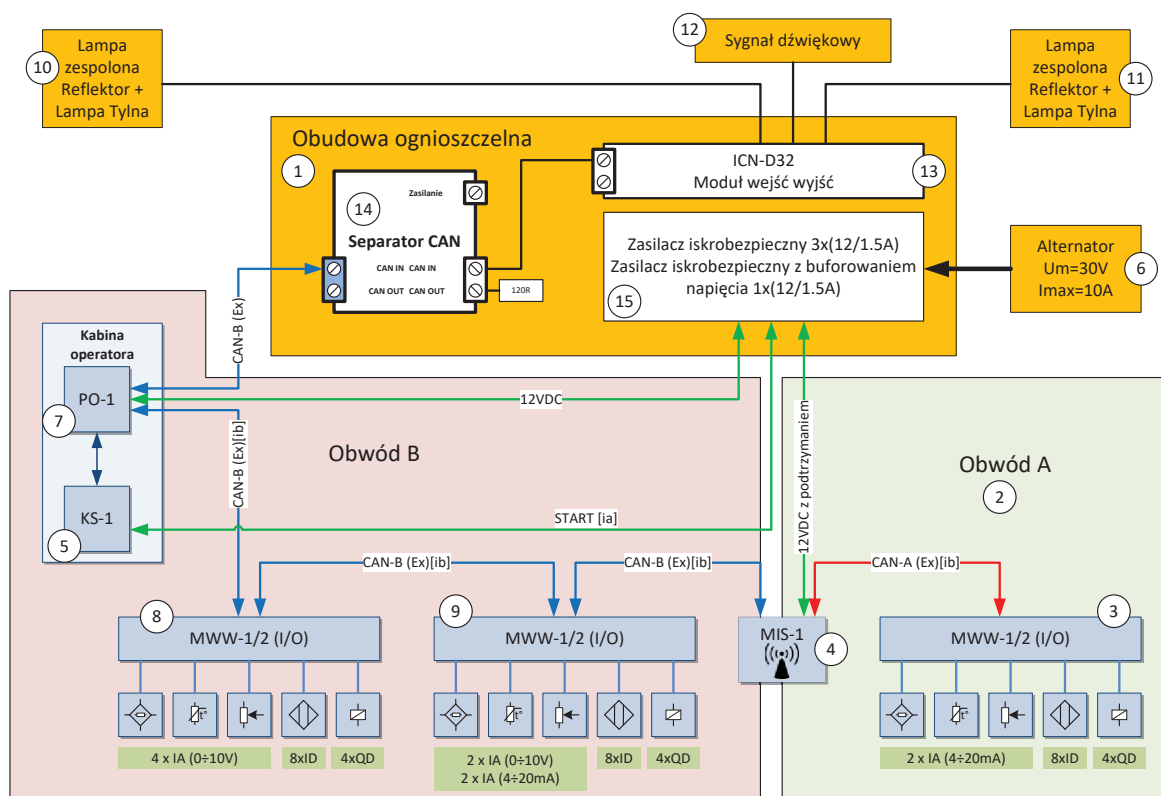 10
Lampa
zespolona
Reflektor +
Lampa Tylna
12
Sygnał dźwiękowy
Lampa
zespolona
Reflektor +
Lampa Tylna
11
Obudowa ognioszczelna
1
14
Zasilanie
Separator CAN
CAN IN CAN IN
CAN OUT CAN OUT
120R
ICN-D32
Moduł wejść wyjść
13
Zasilacz iskrobezpieczny 3x(12/1.5A)
Zasilacz iskrobezpieczny z buforowaniem
napięcia 1x(12/1.5A)
15
Alternator
Um=30V
Imax=10A
6
Kabina
operatora
PO-1
7
KS-1
5
CAN-B (Ex)
CAN-B (Ex)[ib]
12VDC
Obwód B
START [ia]
12VDC z podtrzymaniem
Obwód A
2
CAN-B (Ex)[ib]
CAN-B (Ex)[ib]
CAN-A (Ex)[ib]
8
MWW-1/2 (I/O)
9
MWW-1/2 (I/O)
MIS-1
4
3
MWW-1/2 (I/O)
t°
t°
t°
4 x IA (0÷10V)
8xID
4xQD
2 x IA (0÷10V)
2 x IA (4÷20mA)
8xID
4xQD
2 x IA (4÷20mA)
8xID
4xQD